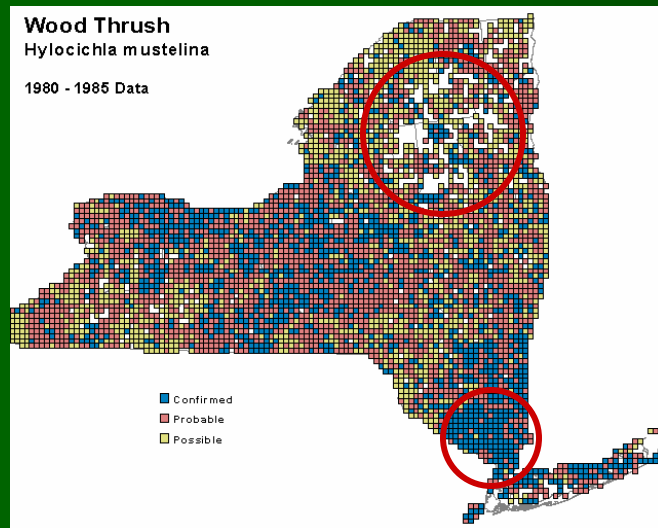 Wood Thrush
Hylocichla mustelina
1980 - 1985 Data
Confirmed
Probable
Possible